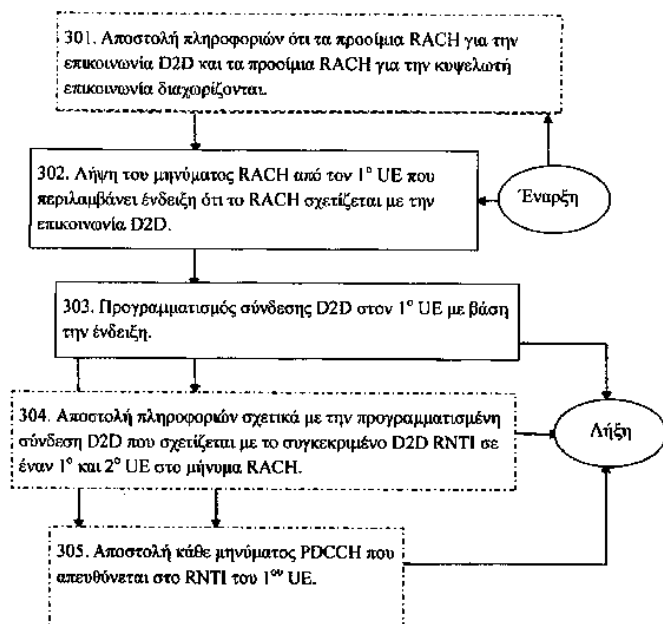 301. Αποστολή πληροφοριών ότι τα προοίμια RACH για την
επικοινωνία D2D και τα προοίμια RACH για την κυψελωτή
επικοινωνία διαχωρίζονται.
302. Λήψη του μηνύματος RACH από τον 1° UE που
περιλαμβάνει ένδειξη ότι το RACH σχετίζεται με την
επικοινωνία D2D.
Έναρξη
303. Προγραμματισμός σύνδεσης D2D στον 1° UE με βάση
την ένδειξη.
304. Αποστολή πληροφοριών σχετικά με την προγραμματισμένη
σύνδεση D2D που σχετίζεται με το συγκεκριμένο D2D RNTI σε
έναν 1° και 2° UE στο μήνυμα RACH.
Λήξη
305. Αποστολή κάθε μηνύματος PDCCH που
απευθύνεται στο RNTI του 1ου UE.